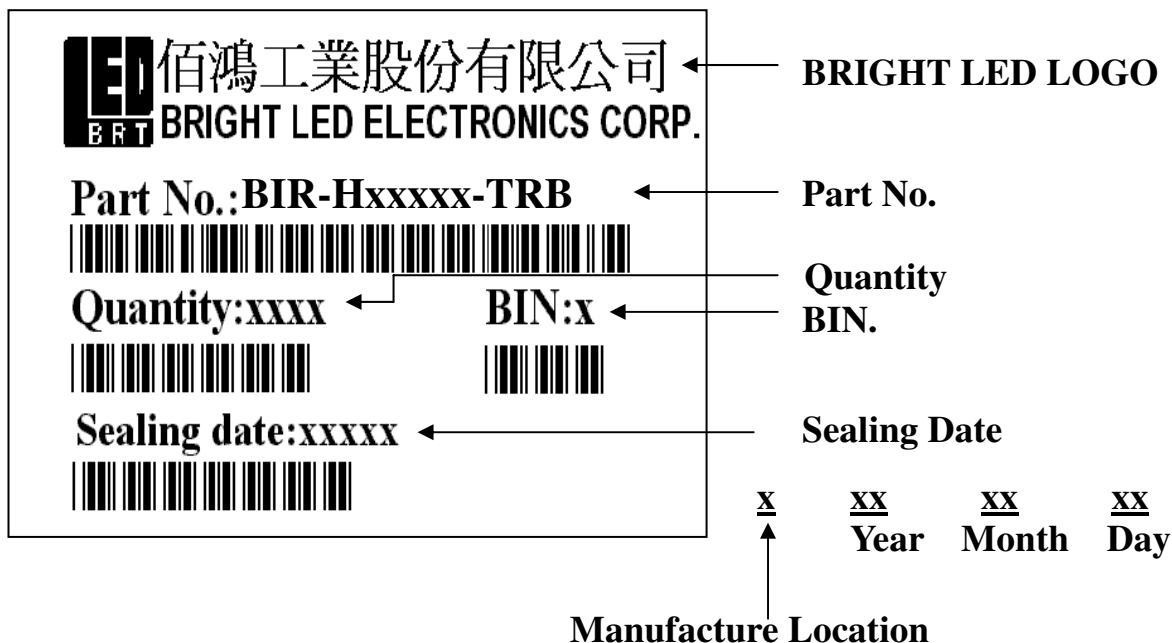 LED 佰鴻工業股份有限公司 BRIGHT LED LOGO
BRT BRIGHT LED ELECTRONICS CORP.
Part No.:BIR-Hxxxxx-TRB Part No.
Quantity
Quantity:xxxx BIN:x BIN.
Sealing date:xxxxx Sealing Date
x xx xx xx
Year Month Day
Manufacture Location